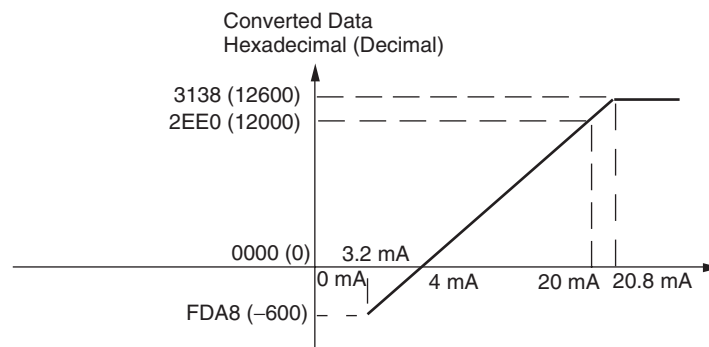 Converted Data
Hexadecimal (Decimal)
3138 (12600)
2EE0 (12000)
0000 (0)
3.2 mA
0 mA
4 mA
20 mA
20.8 mA
FDA8 (−600)